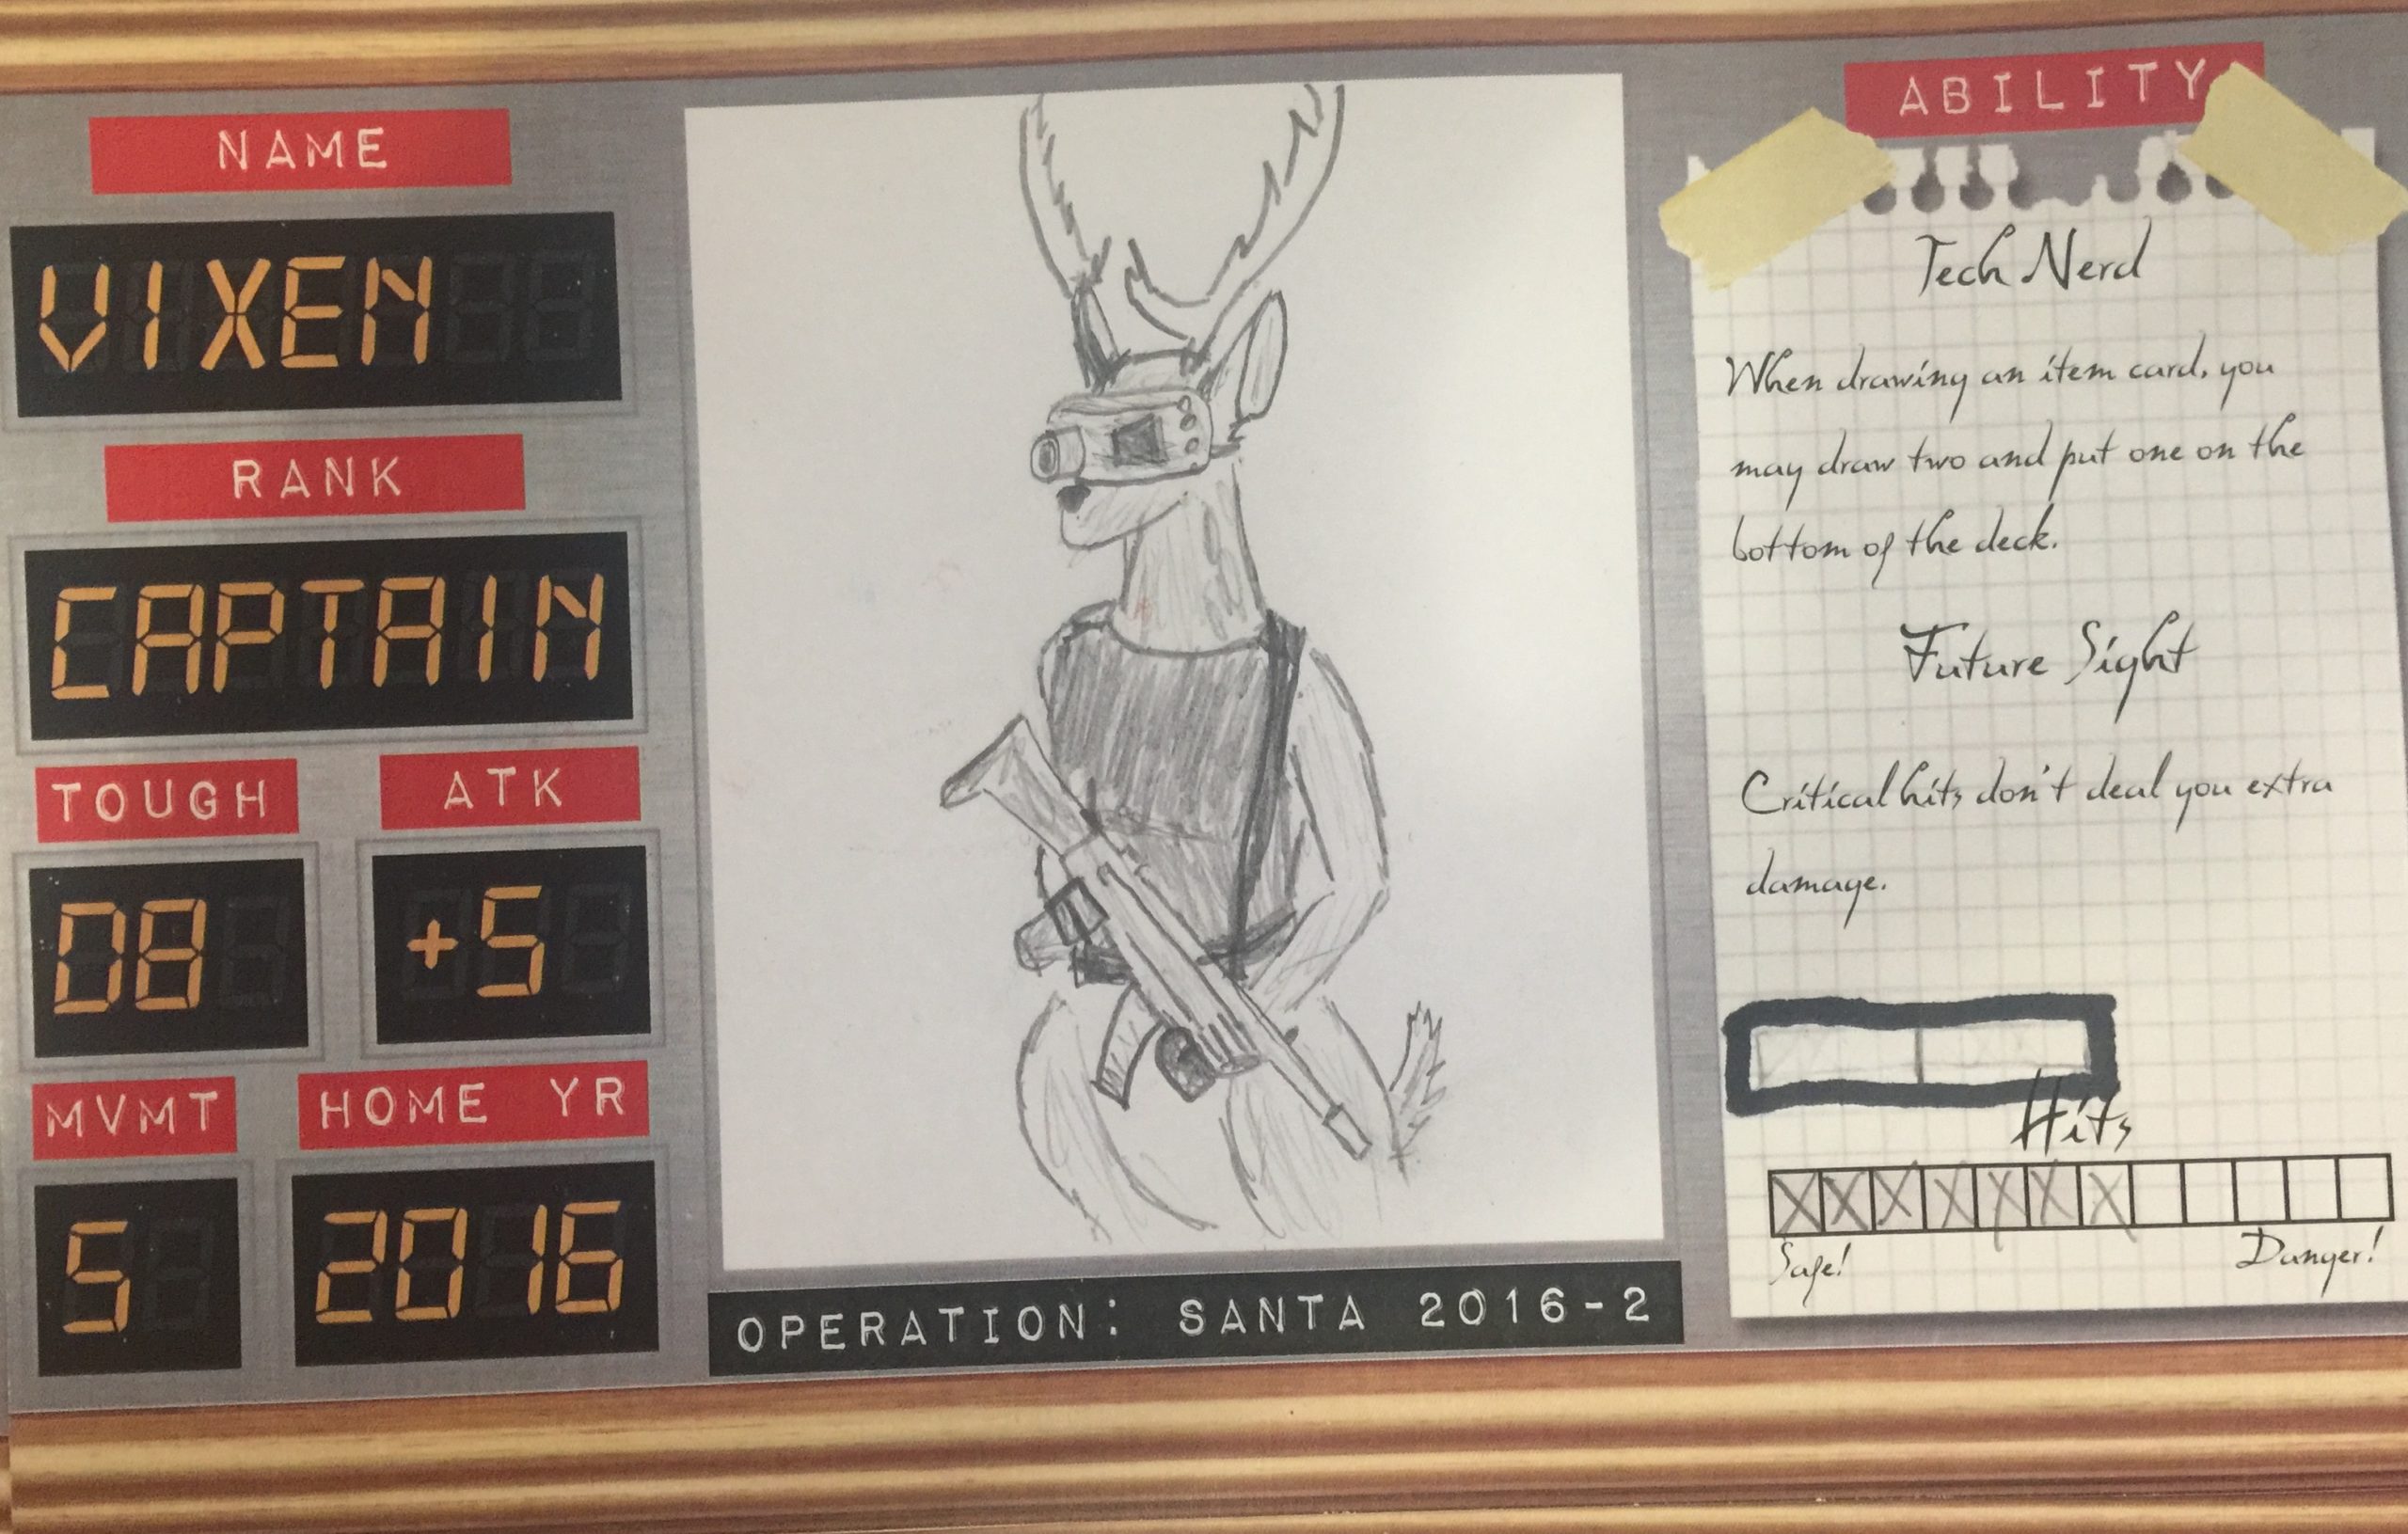 NAME
VIXEN
RANK
CAPTAIN
TOUGH
ATK
08
+5
MVMT
HOME YR
5
2016
OPERATION: SANTA 2016-2
ABILITY
Tech Nerd
When drawing an item card, you
may draw two and put one on the
bottom of the deck.
Future Sight
Critical hits don't deal you extra
damage.
Hits
X X X X X X X
Safe!
Danger!